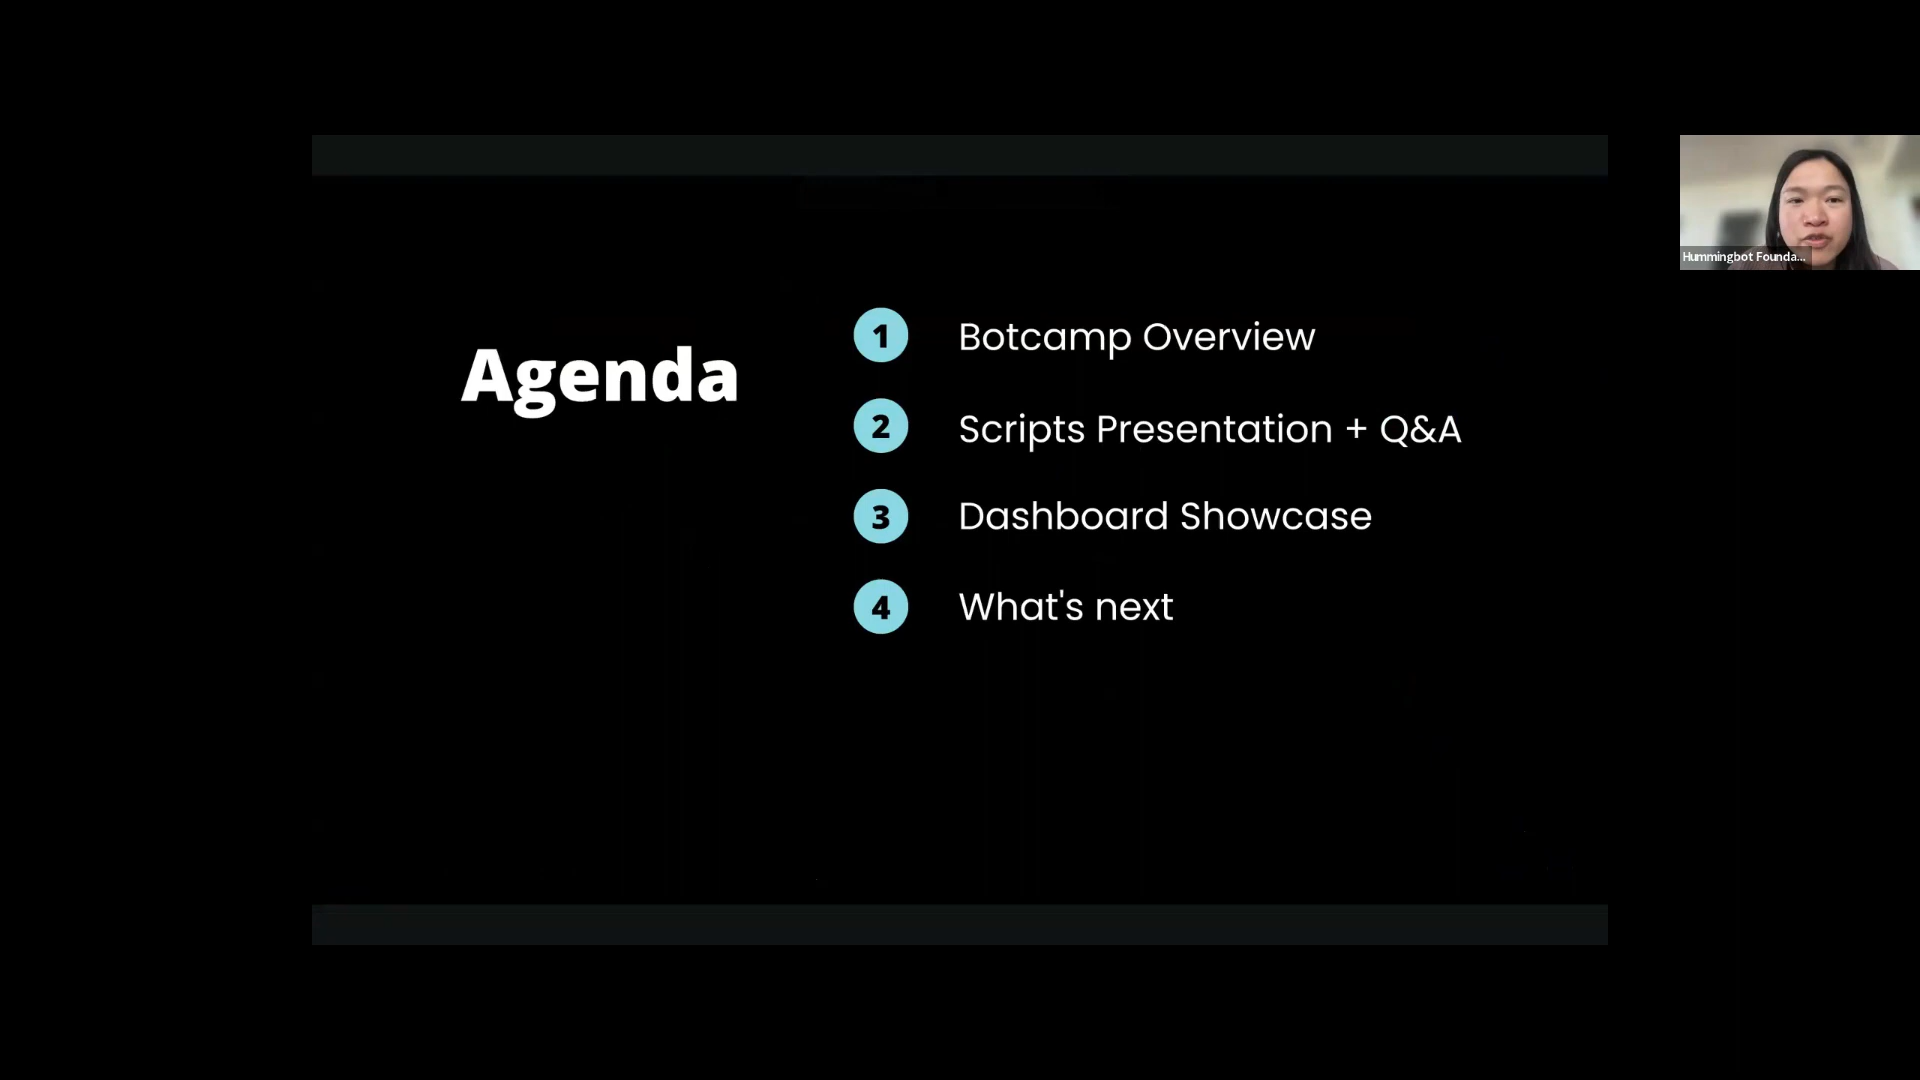 Agenda
1 Botcamp Overview
2 Scripts Presentation + Q&A
3 Dashboard Showcase
4 What's next
Hummingbot Founda...